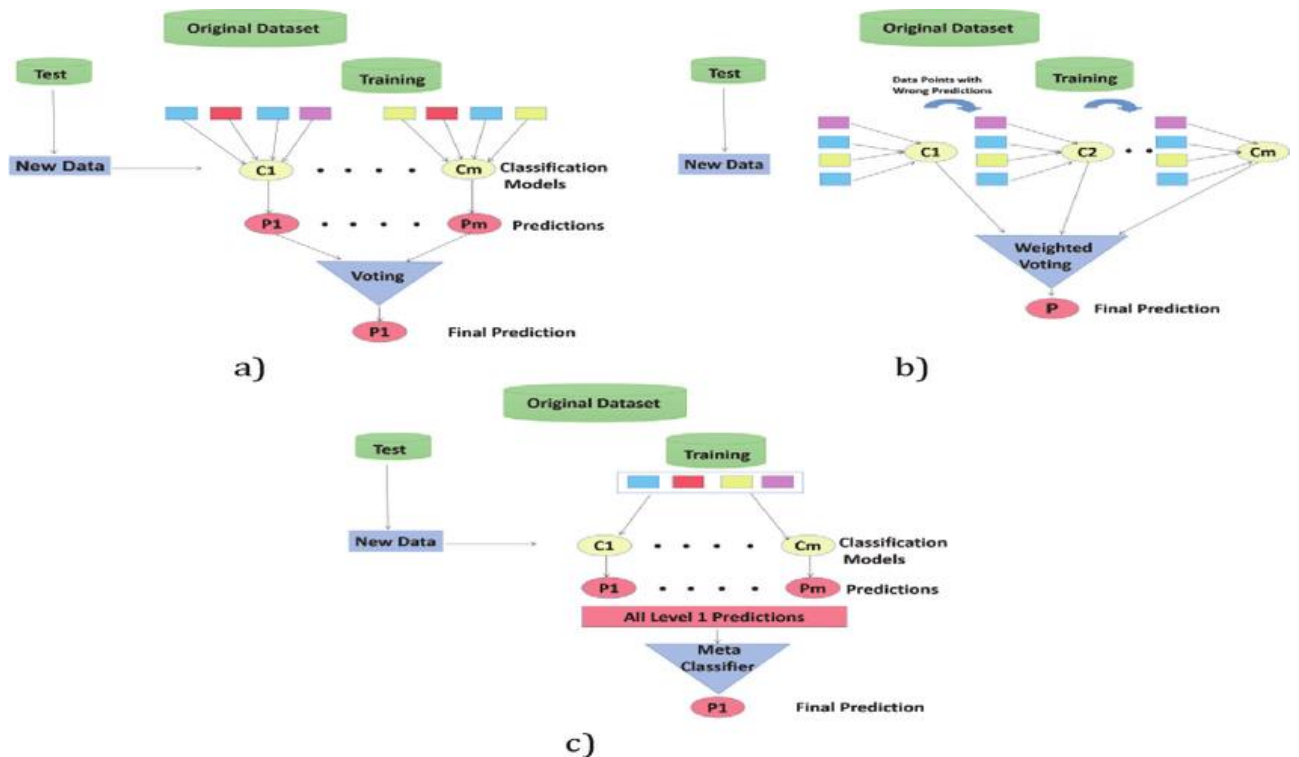 Original Dataset
Test
Training
New Data
C1
Cm
Classification
Models
P1
Pm
Predictions
Voting
P1
Final Prediction
a)
Original Dataset
Test
Data Points with
Wrong Predictions
Training
New Data
C1
C2
Cm
Weighted
Voting
P
Final Prediction
b)
Original Dataset
Test
Training
New Data
C1
Cm
Classification
Models
P1
Pm
Predictions
All Level 1 Predictions
Meta
Classifier
P1
Final Prediction
c)